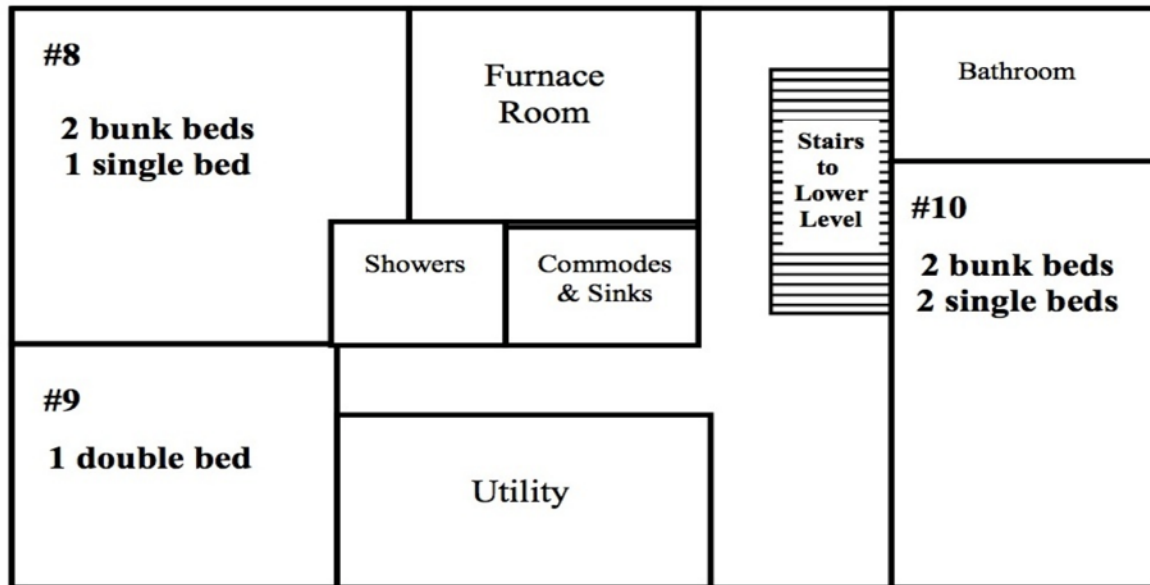 #8
2 bunk beds
1 single bed
Furnace
Room
Stairs
to
Lower
Level
Bathroom
#10
2 bunk beds
2 single beds
Showers
Commodes
& Sinks
#9
1 double bed
Utility